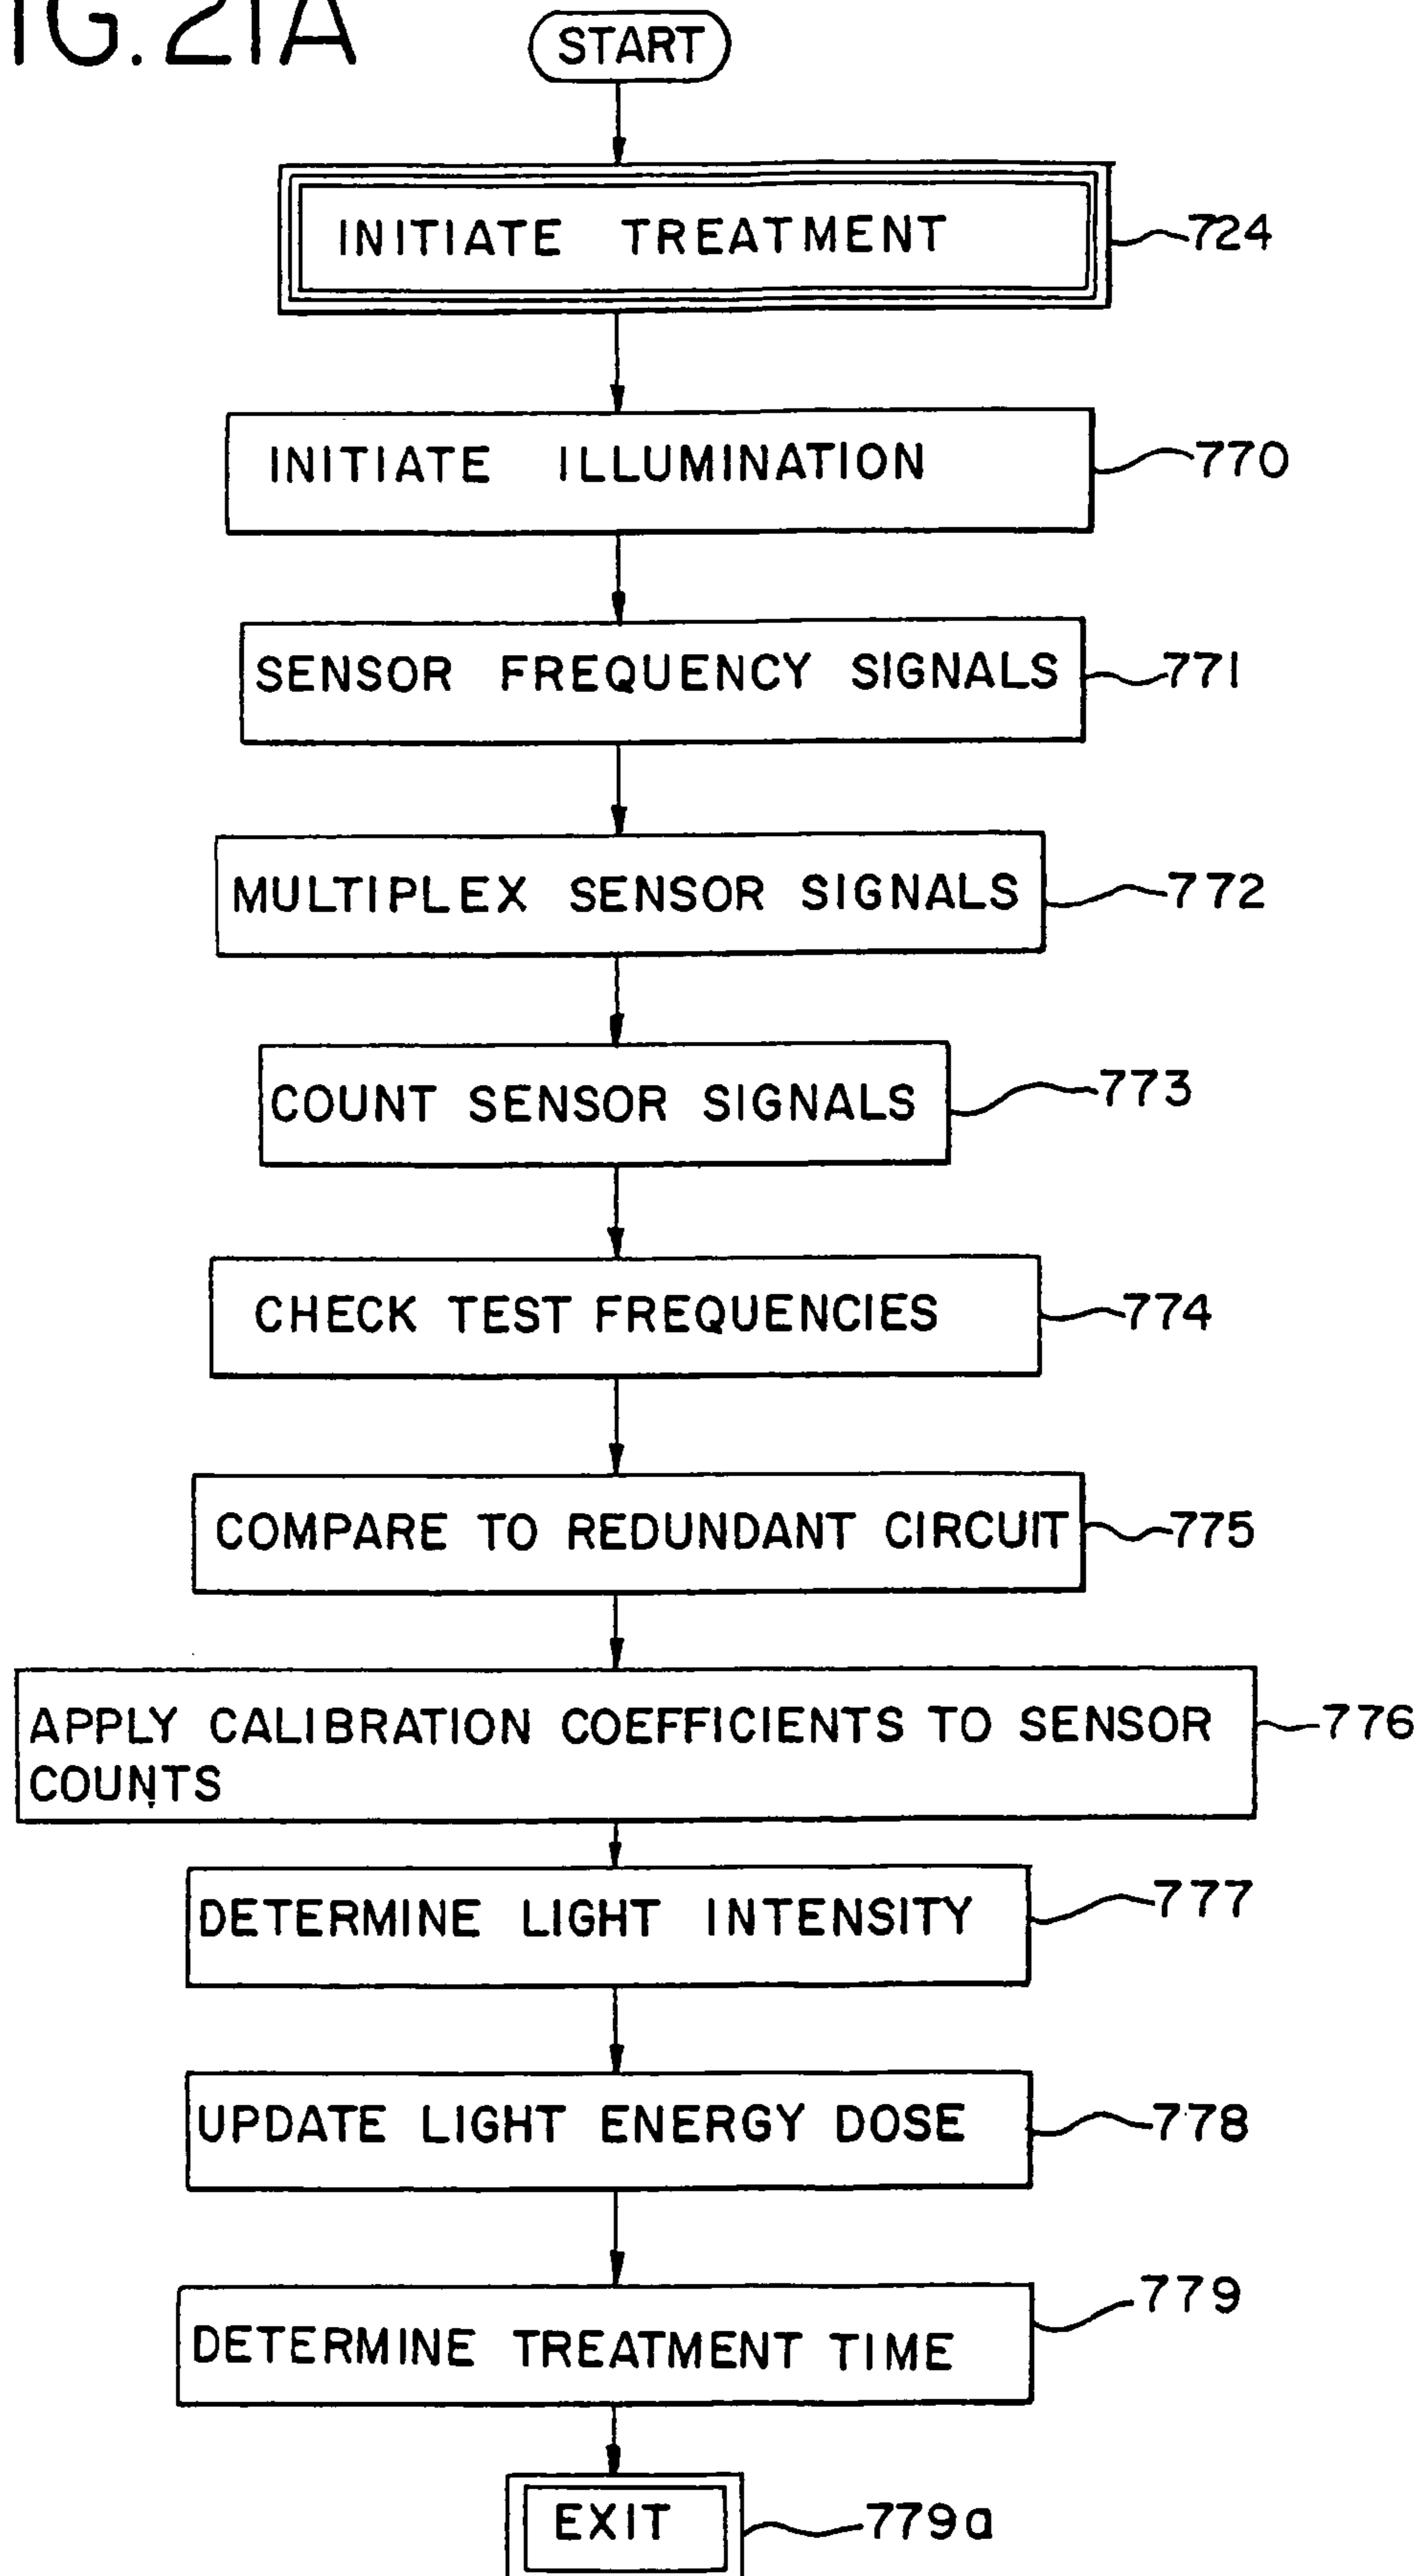 IG. 21A
START
INITIATE TREATMENT
724
INITIATE ILLUMINATION
770
SENSOR FREQUENCY SIGNALS
771
MULTIPLEX SENSOR SIGNALS
772
COUNT SENSOR SIGNALS
773
CHECK TEST FREQUENCIES
774
COMPARE TO REDUNDANT CIRCUIT
775
APPLY CALIBRATION COEFFICIENTS TO SENSOR
COUNTS
776
DETERMINE LIGHT INTENSITY
777
UPDATE LIGHT ENERGY DOSE
778
DETERMINE TREATMENT TIME
779
EXIT
779a